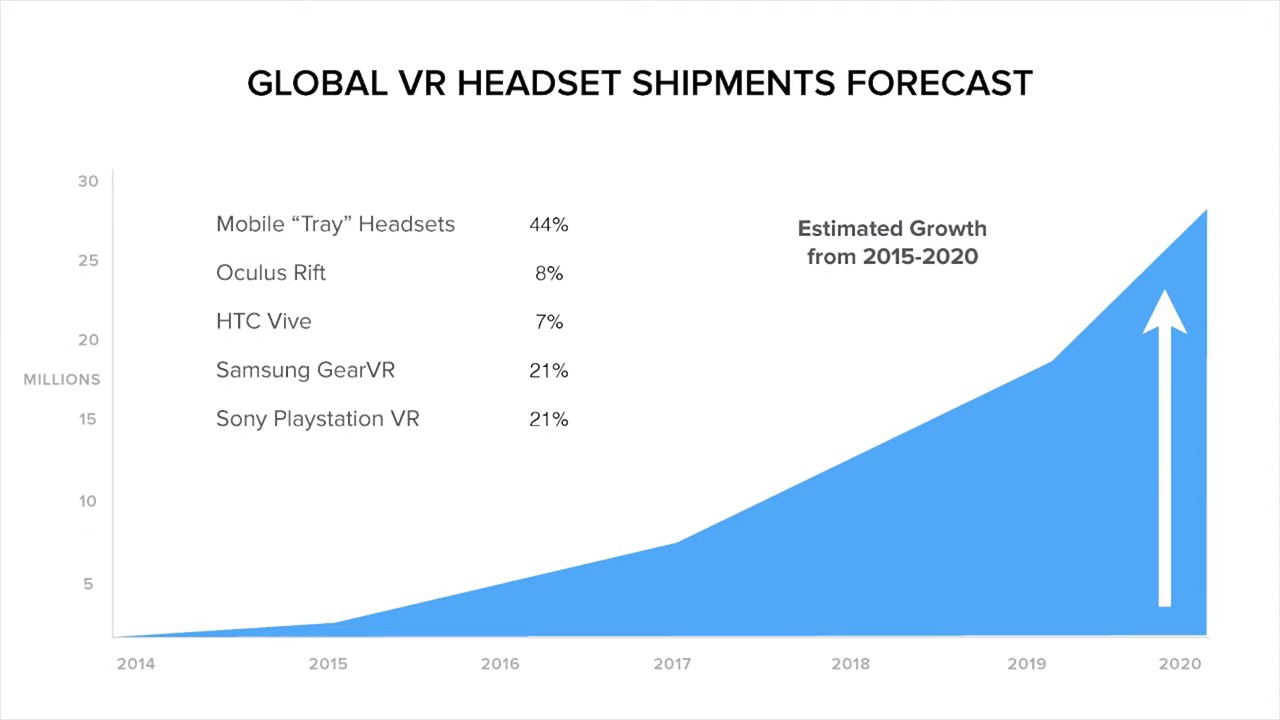 GLOBAL VR HEADSET SHIPMENTS FORECAST
30
25
20
MILLIONS
15
10
5
Mobile “Tray” Headsets 44%
Oculus Rift 8%
HTC Vive 7%
Samsung GearVR 21%
Sony Playstation VR 21%
Estimated Growth
from 2015-2020
2014 2015 2016 2017 2018 2019 2020